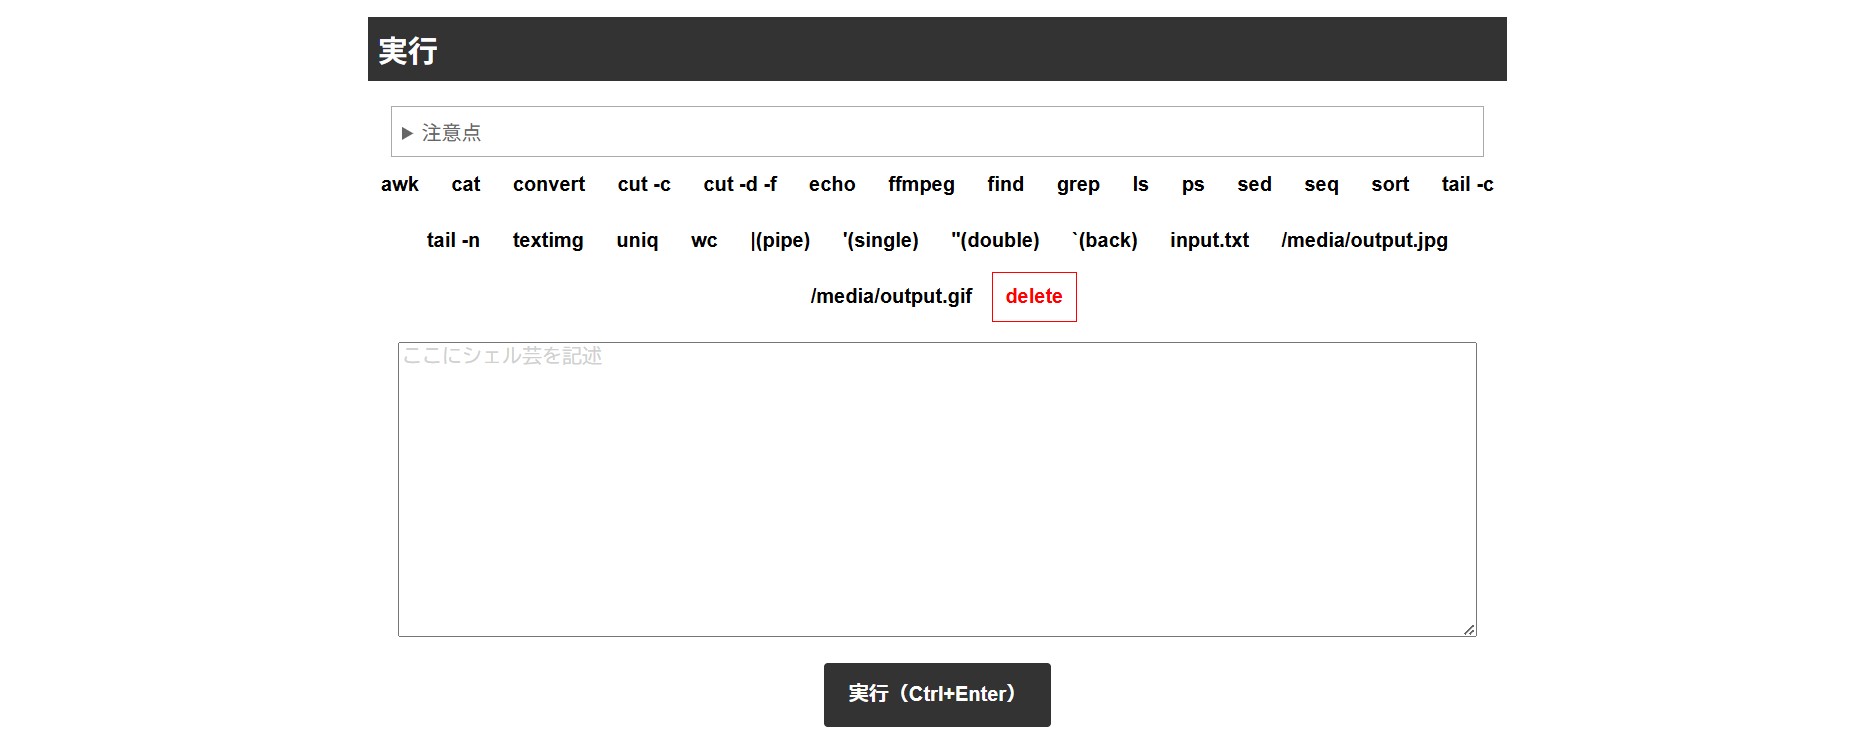 実行
▶ 注意点
awk cat convert cut -c cut -d -f echo ffmpeg find grep ls ps sed seq sort tail -c
tail -n textimg uniq wc |(pipe) '(single) "(double) `(back) input.txt /media/output.jpg
/media/output.gif delete
ここにシェル芸を記述
実行（Ctrl+Enter）